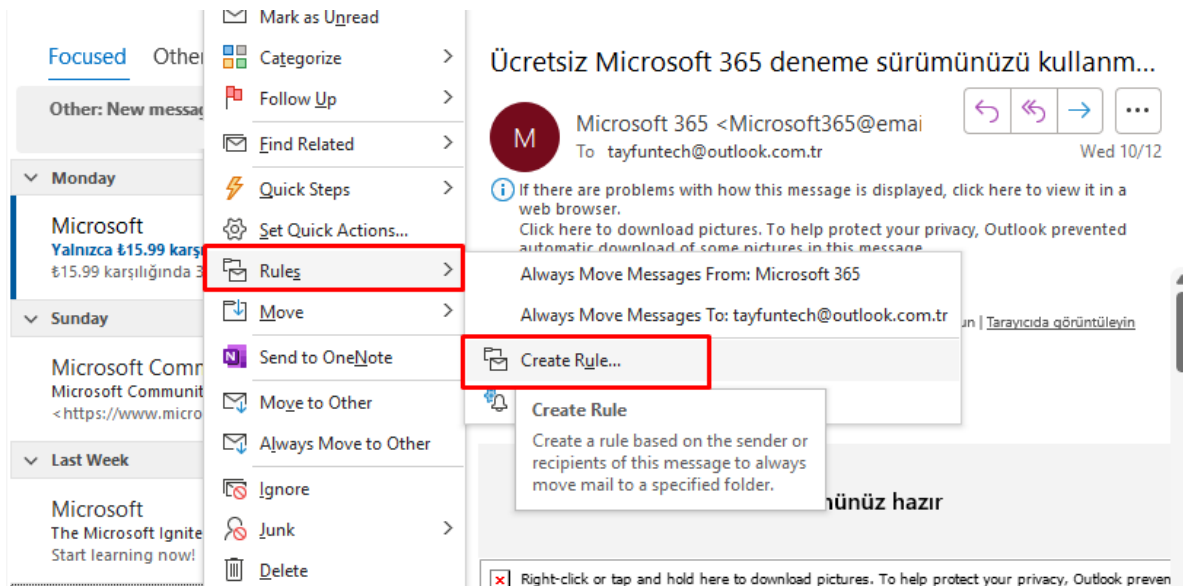 Focused Other
Other: New messag
Monday
Microsoft
Yalnızca ₺15.99 karşı
₺15.99 karşılığında 3
Sunday
Microsoft Comm
Microsoft Communit
<https://www.micro
Last Week
Microsoft
The Microsoft Ignite
Start learning now!
Mark as Unread
Categorize
Follow Up
Find Related
Quick Steps
Set Quick Actions...
Rules
Move
Send to OneNote
Move to Other
Always Move to Other
Ignore
Junk
Delete
Always Move Messages From: Microsoft 365
Always Move Messages To: tayfuntech@outlook.com.tr
Create Rule...
Create Rule
Create a rule based on the sender or
recipients of this message to always
move mail to a specified folder.
Ücretsiz Microsoft 365 deneme sürümünüzü kullanm...
M
Microsoft 365 <Microsoft365@emai
To tayfuntech@outlook.com.tr
Wed 10/12
If there are problems with how this message is displayed, click here to view it in a
web browser.
Click here to download pictures. To help protect your privacy, Outlook prevented
automatic download of some pictures in this message.
un | Tarayıcıda görüntüleyin
ünüz hazır
Right-click or tap and hold here to download pictures. To help protect your privacy, Outlook preven